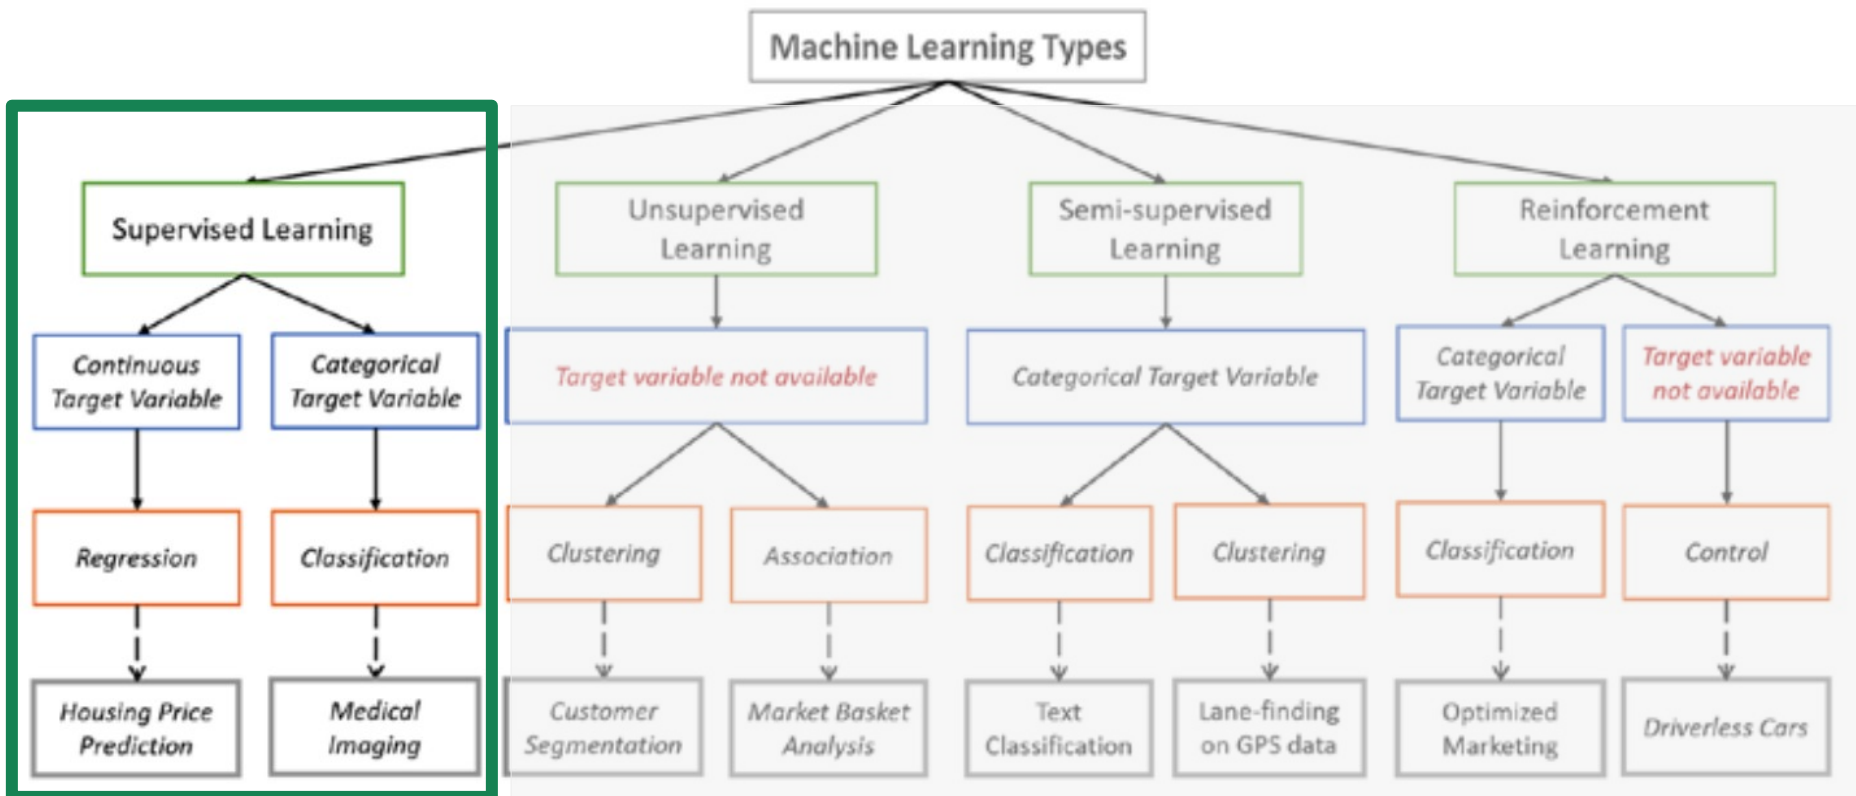 Machine Learning Types
Supervised Learning
Unsupervised
Learning
Semi-supervised
Learning
Reinforcement
Learning
Continuous
Target Variable
Categorical
Target Variable
Target variable not available
Categorical Target Variable
Categorical
Target Variable
Target variable
not available
Regression
Classification
Clustering
Association
Classification
Clustering
Classification
Control
Housing Price
Prediction
Medical
Imaging
Customer
Segmentation
Market Basket
Analysis
Text
Classification
Lane-finding
on GPS data
Optimized
Marketing
Driverless Cars